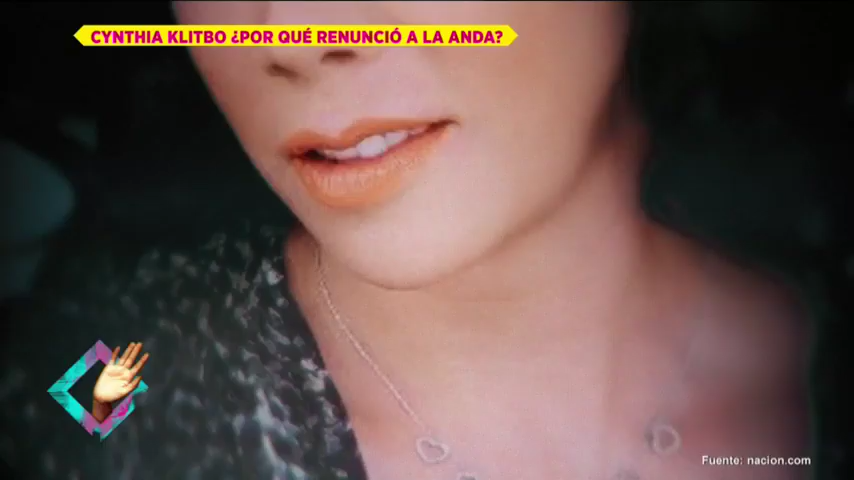 CYNTHIA KLITBO ¿POR QUÉ RENUNCIÓ A LA ANDA?
Fuente: nacion.com